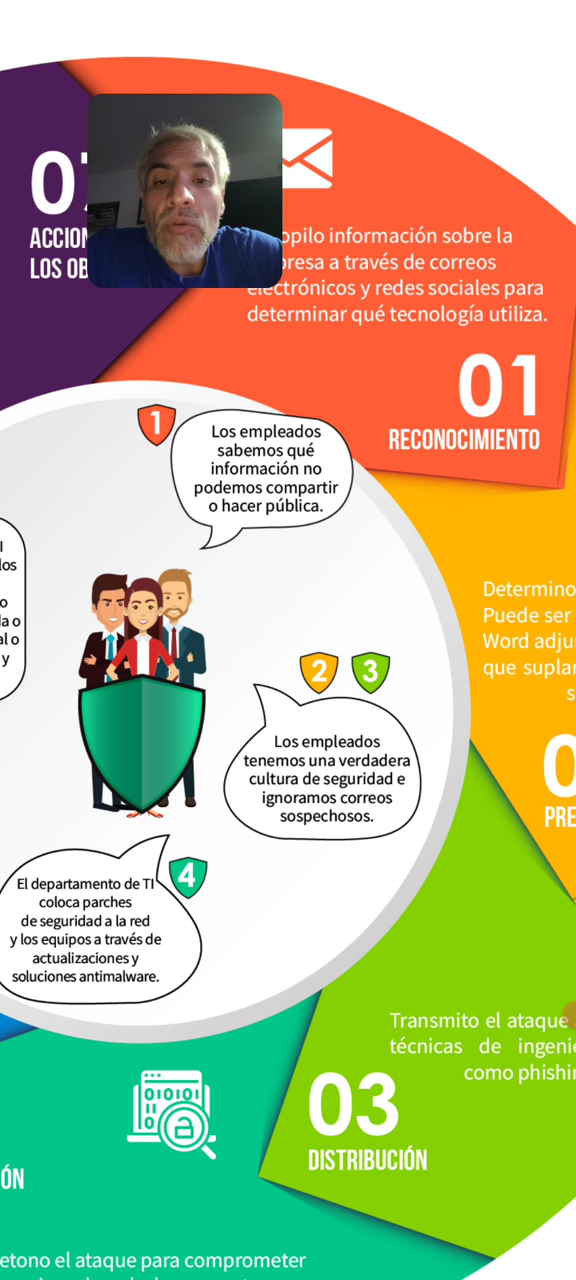 07
LOS OB
opilo información sobre la
presa a través de correos
electrónicos y redes sociales para
determinar qué tecnología utiliza.
01
RECONOCIMIENTO
1
Los empleados
sabemos qué
información no
podemos compartir
o hacer pública.
Determino
Puede ser
Word adju
que suplan
2 3
Los empleados
tenemos una verdadera
cultura de seguridad e
ignoramos correos
sospechosos.
0
PRE
4
El departamento de TI
coloca parches
de seguridad a la red
y los equipos a través de
actualizaciones y
soluciones antimalware.
Transmito el ataque
técnicas de ingenie
como phishin
03
DISTRIBUCIÓN
ÓN
etono el ataque para comprometer